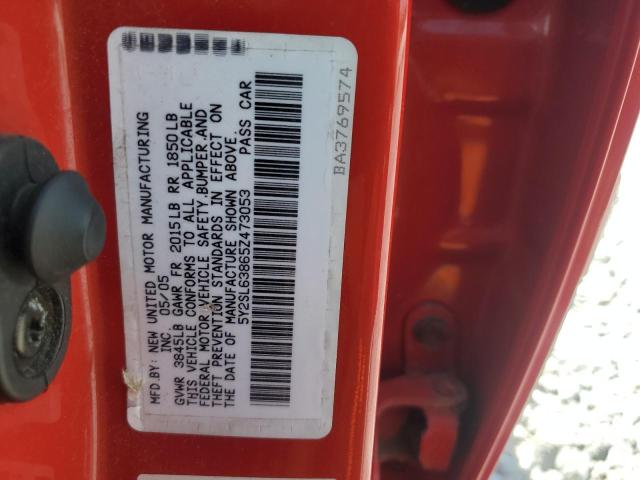 MFD BY: NEW UNITED MOTOR MANUFACTURING
INC. 05/05
GVWR 3845LB GAWR FR 2015LB RR 1850LB
THIS VEHICLE CONFORMS TO ALL APPLICABLE
FEDERAL MOTOR VEHICLE SAFETY,BUMPER,AND
THEFT PREVENTION STANDARDS IN EFFECT ON
THE DATE OF MANUFACTURE SHOWN ABOVE.
5Y2SL63865Z473053 PASS CAR
BA3769574